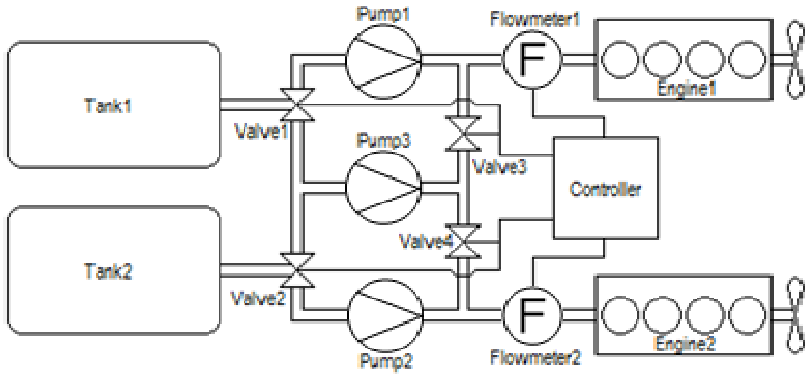 Pump1
Flowmeter1
F
Engine1
Tank1
Valve1
Pump3
Valve3
Controller
Tank2
Valve4
Valve2
F
Engine2
Pump2
Flowmeter2